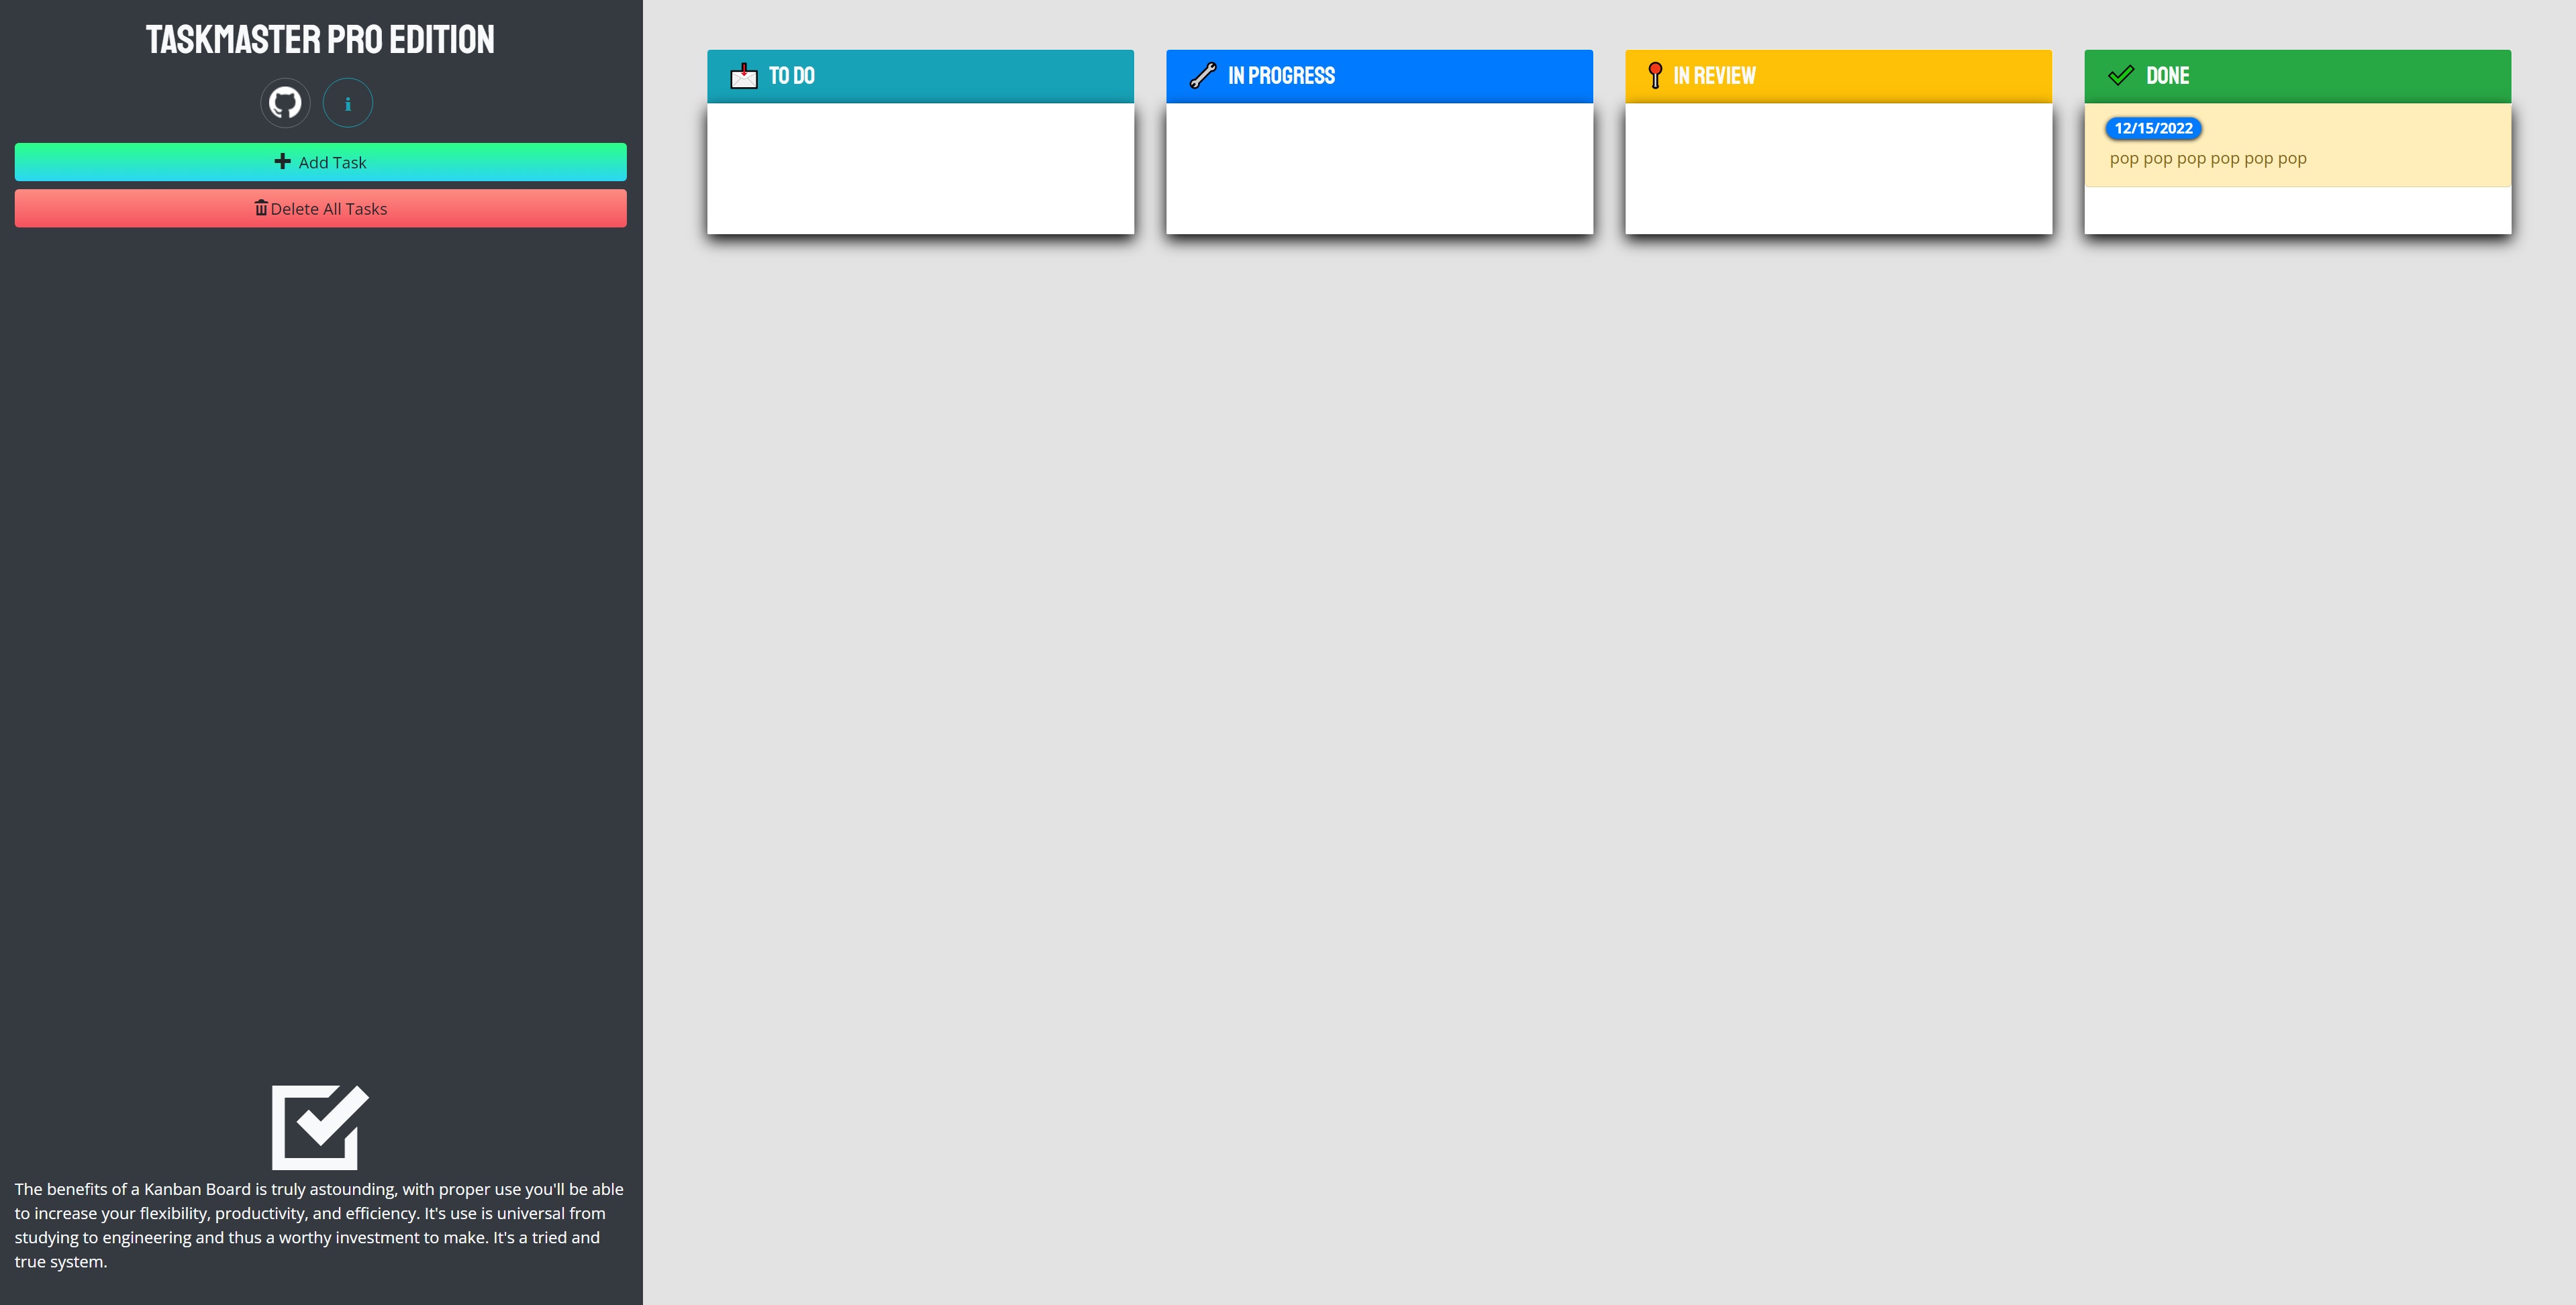 TASKMASTER PRO EDITION
Add Task
Delete All Tasks
The benefits of a Kanban Board is truly astounding, with proper use you'll be able
to increase your flexibility, productivity, and efficiency. It's use is universal from
studying to engineering and thus a worthy investment to make. It's a tried and
true system.
TO DO
IN PROGRESS
IN REVIEW
DONE
12/15/2022
pop pop pop pop pop pop